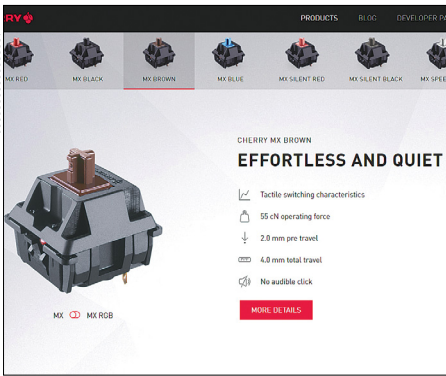 RRY
PRODUCTS BLOG DEVELOPER PA
MX RED MX BLACK MX BROWN MX BLUE MX SILENT RED MX SILENT BLACK MX SPEE
CHERRY MX BROWN
EFFORTLESS AND QUIET
Tactile switching characteristics
55 cN operating force
2.0 mm pre travel
4.0 mm total travel
No audible click
MORE DETAILS
MX MX RGB